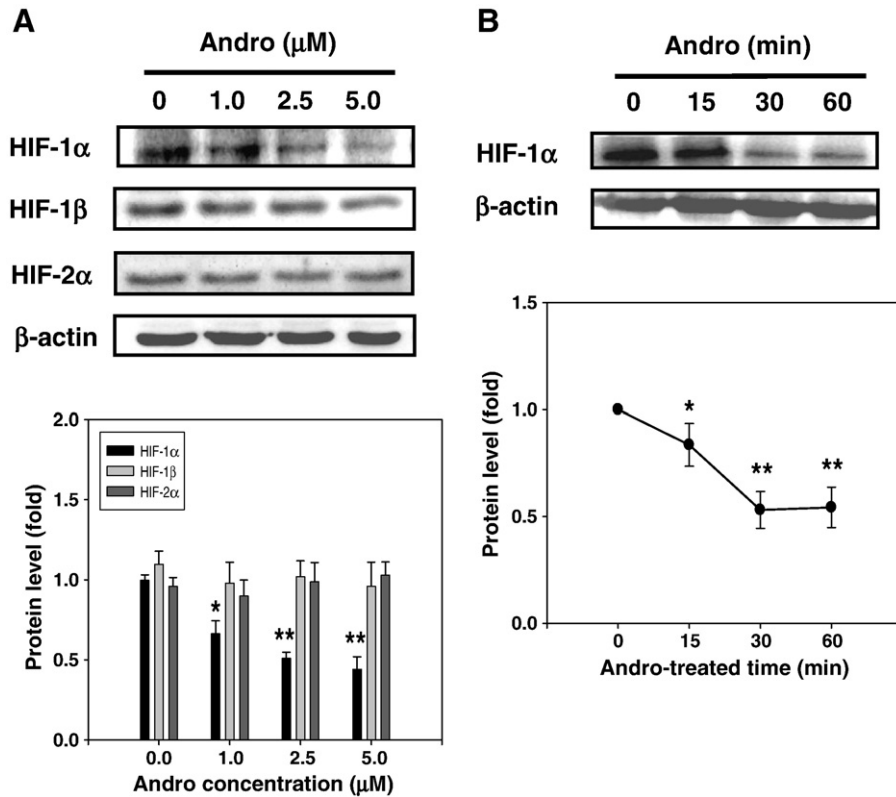 A
Andro (μM)
0 1.0 2.5 5.0
HIF-1α
HIF-1β
HIF-2α
β-actin
2.0
1.5
1.0
0.5
0.0
Protein level (fold)
HIF-1α
HIF-1β
HIF-2α
*
**
**
0.0 1.0 2.5 5.0
Andro concentration (μM)
B
Andro (min)
0 15 30 60
HIF-1α
β-actin
1.5
1.0
0.5
0.0
Protein level (fold)
*
**
**
0 15 30 60
Andro-treated time (min)